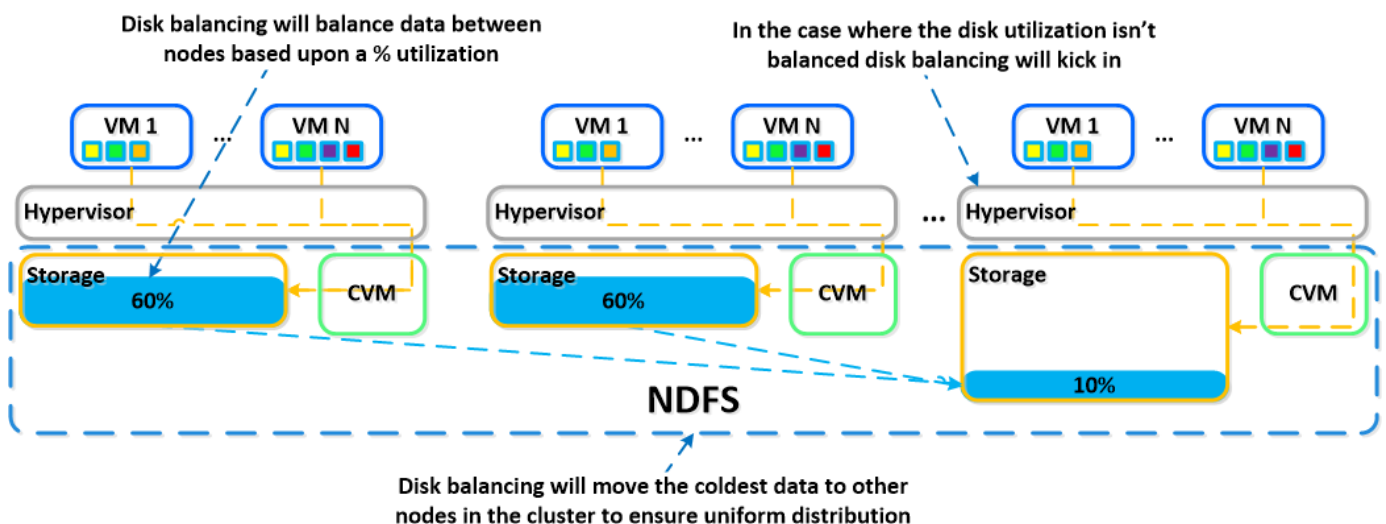 Disk balancing will balance data between
nodes based upon a % utilization
In the case where the disk utilization isn't
balanced disk balancing will kick in
VM 1
...
VM N
VM 1
...
VM N
VM 1
...
VM N
Hypervisor
Hypervisor
...
Hypervisor
Storage
60%
CVM
Storage
60%
CVM
Storage
10%
CVM
NDFS
Disk balancing will move the coldest data to other
nodes in the cluster to ensure uniform distribution